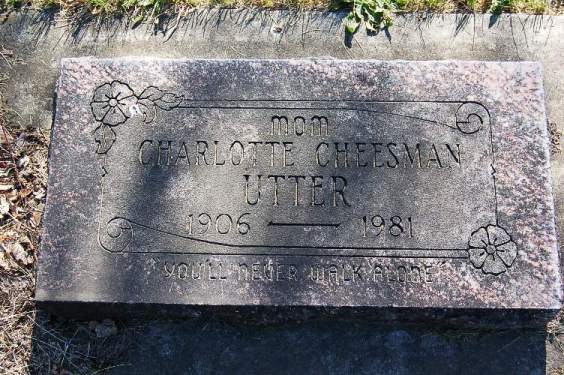 MOM
CHARLOTTE CHEESMAN
UTTER
1906 — 1981
YOU'LL NEVER WALK ALONE